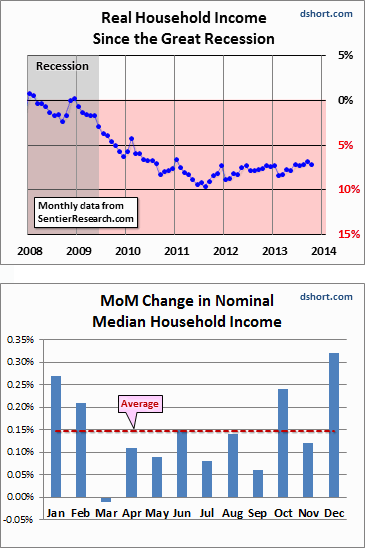 Real Household Income
Since the Great Recession
dshort.com
Recession
5%
0%
5%
10%
15%
Monthly data from
SentierResearch.com
2008 2009 2010 2011 2012 2013 2014
MoM Change in Nominal
Median Household Income
dshort.com
0.35%
0.30%
0.25%
0.20%
0.15%
0.10%
0.05%
0.00%
-0.05%
Average
Jan Feb Mar Apr May Jun Jul Aug Sep Oct Nov Dec